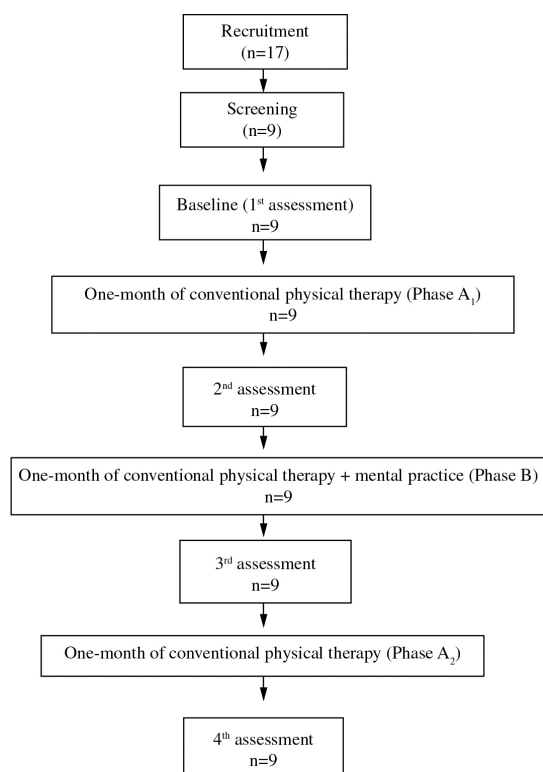 Recruitment
(n=17)
Screening
(n=9)
Baseline (1st assessment)
n=9
One-month of conventional physical therapy (Phase A1)
n=9
2nd assessment
n=9
One-month of conventional physical therapy + mental practice (Phase B)
n=9
3rd assessment
n=9
One-month of conventional physical therapy (Phase A2)
4th assessment
n=9